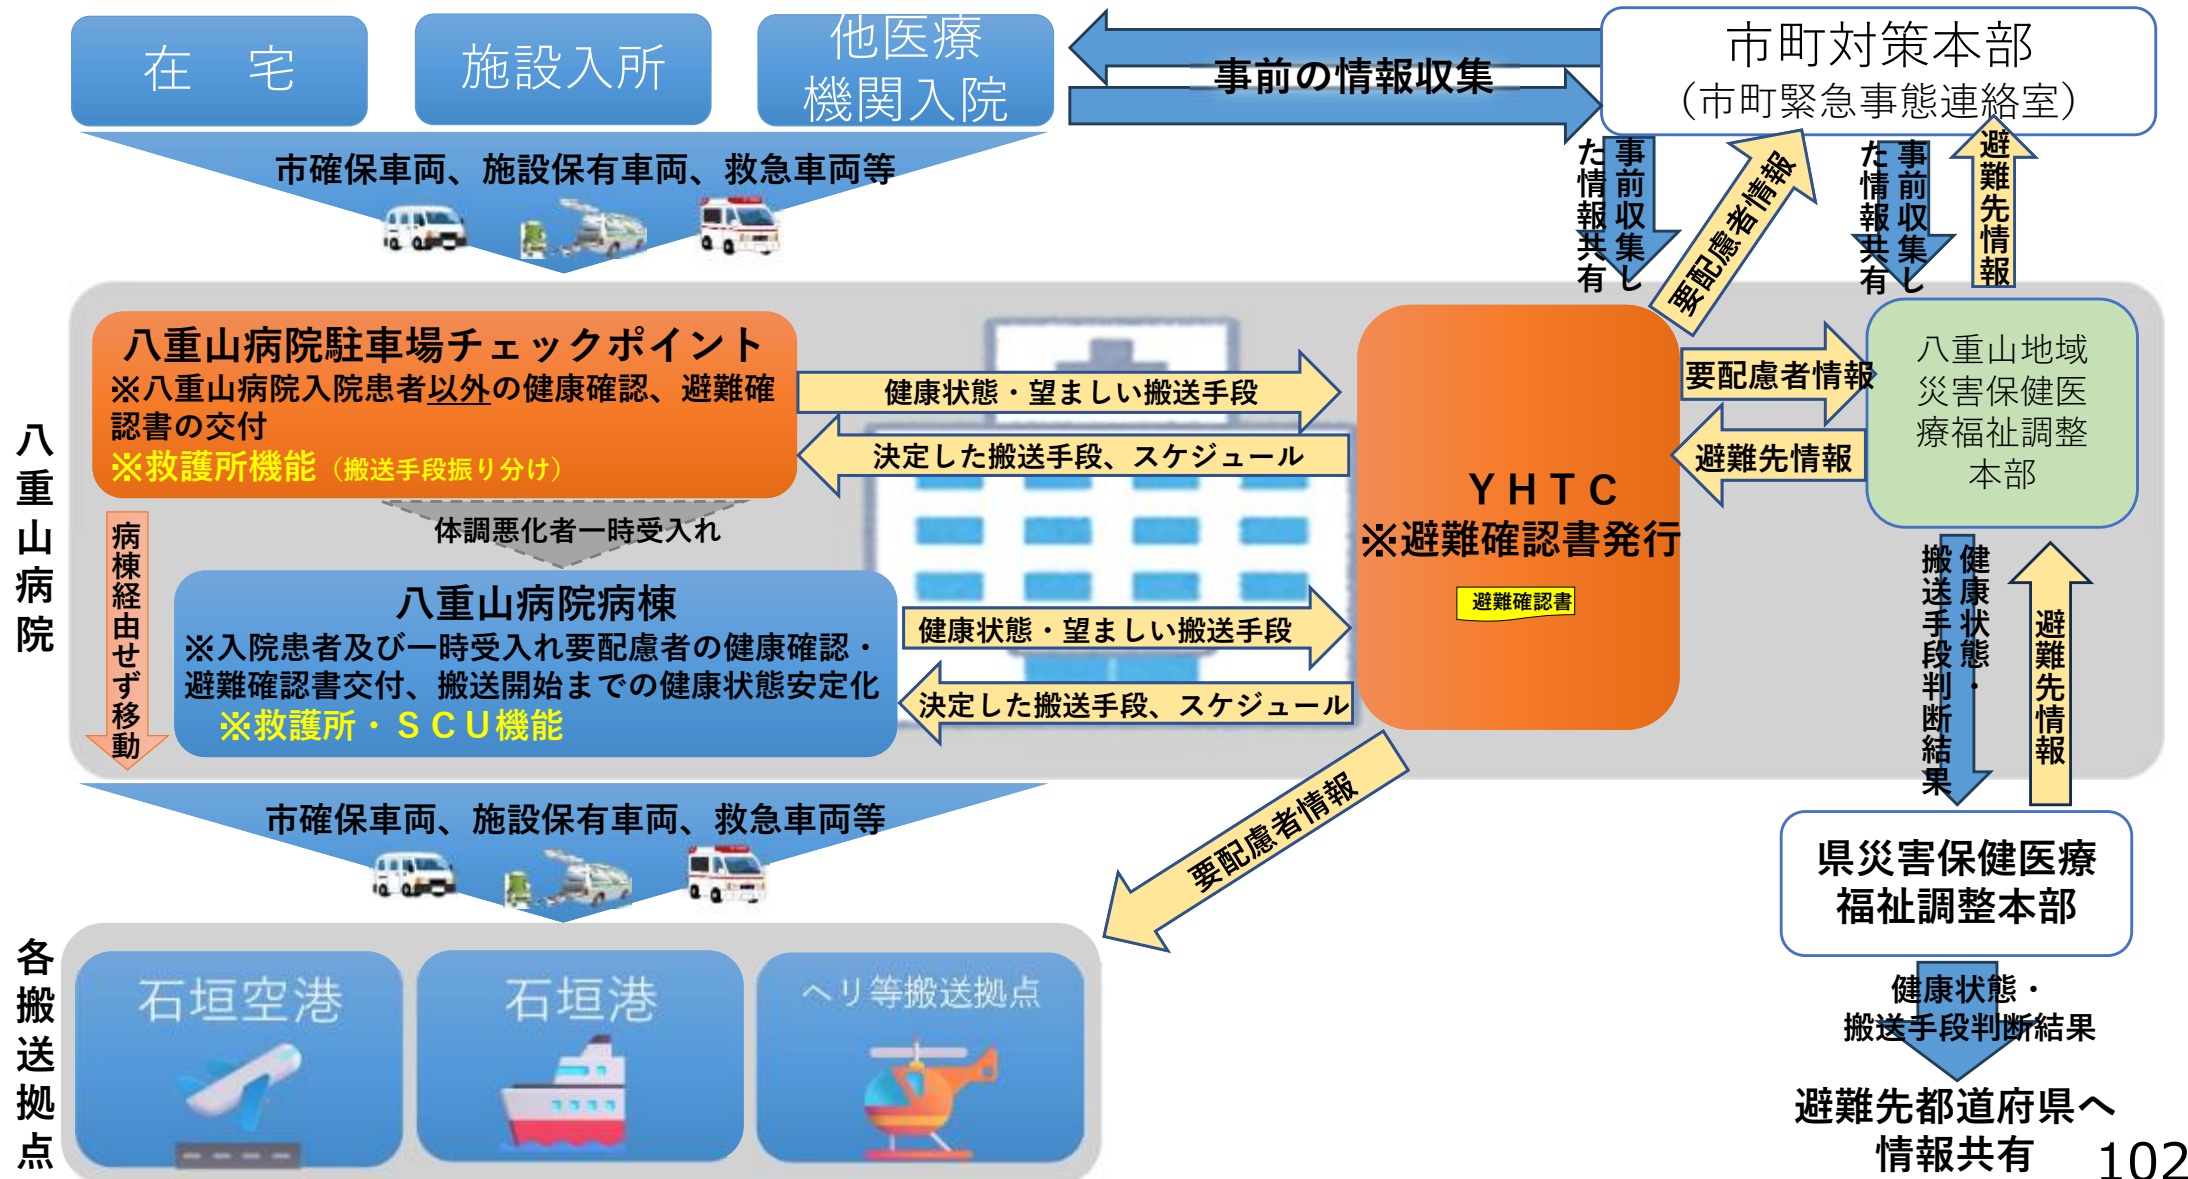 在　宅
施設入所
他医療
機関入院
事前の情報収集
市町対策本部
（市町緊急事態連絡室）
市確保車両、施設保有車両、救急車両等
事前収集し
た情報共有
要配慮者情報
事前収集し
た情報共有
避難先情報
八重山病院
八重山病院駐車場チェックポイント
※八重山病院入院患者以外の健康確認、避難確
認書の交付
※救護所機能（搬送手段振り分け）
健康状態・望ましい搬送手段
決定した搬送手段、スケジュール
ＹＨＴＣ
※避難確認書発行
避難確認書
要配慮者情報
避難先情報
八重山地域
災害保健医
療福祉調整
本部
体調悪化者一時受入れ
病棟経由せず移動
八重山病院病棟
※入院患者及び一時受入れ要配慮者の健康確認・
避難確認書交付、搬送開始までの健康状態安定化
※救護所・ＳＣＵ機能
健康状態・望ましい搬送手段
決定した搬送手段、スケジュール
健康状態・
搬送手段判断結果
避難先情報
市確保車両、施設保有車両、救急車両等
要配慮者情報
県災害保健医療
福祉調整本部
各搬送拠点
石垣空港
石垣港
ヘリ等搬送拠点
健康状態・
搬送手段判断結果
避難先都道府県へ
情報共有
102